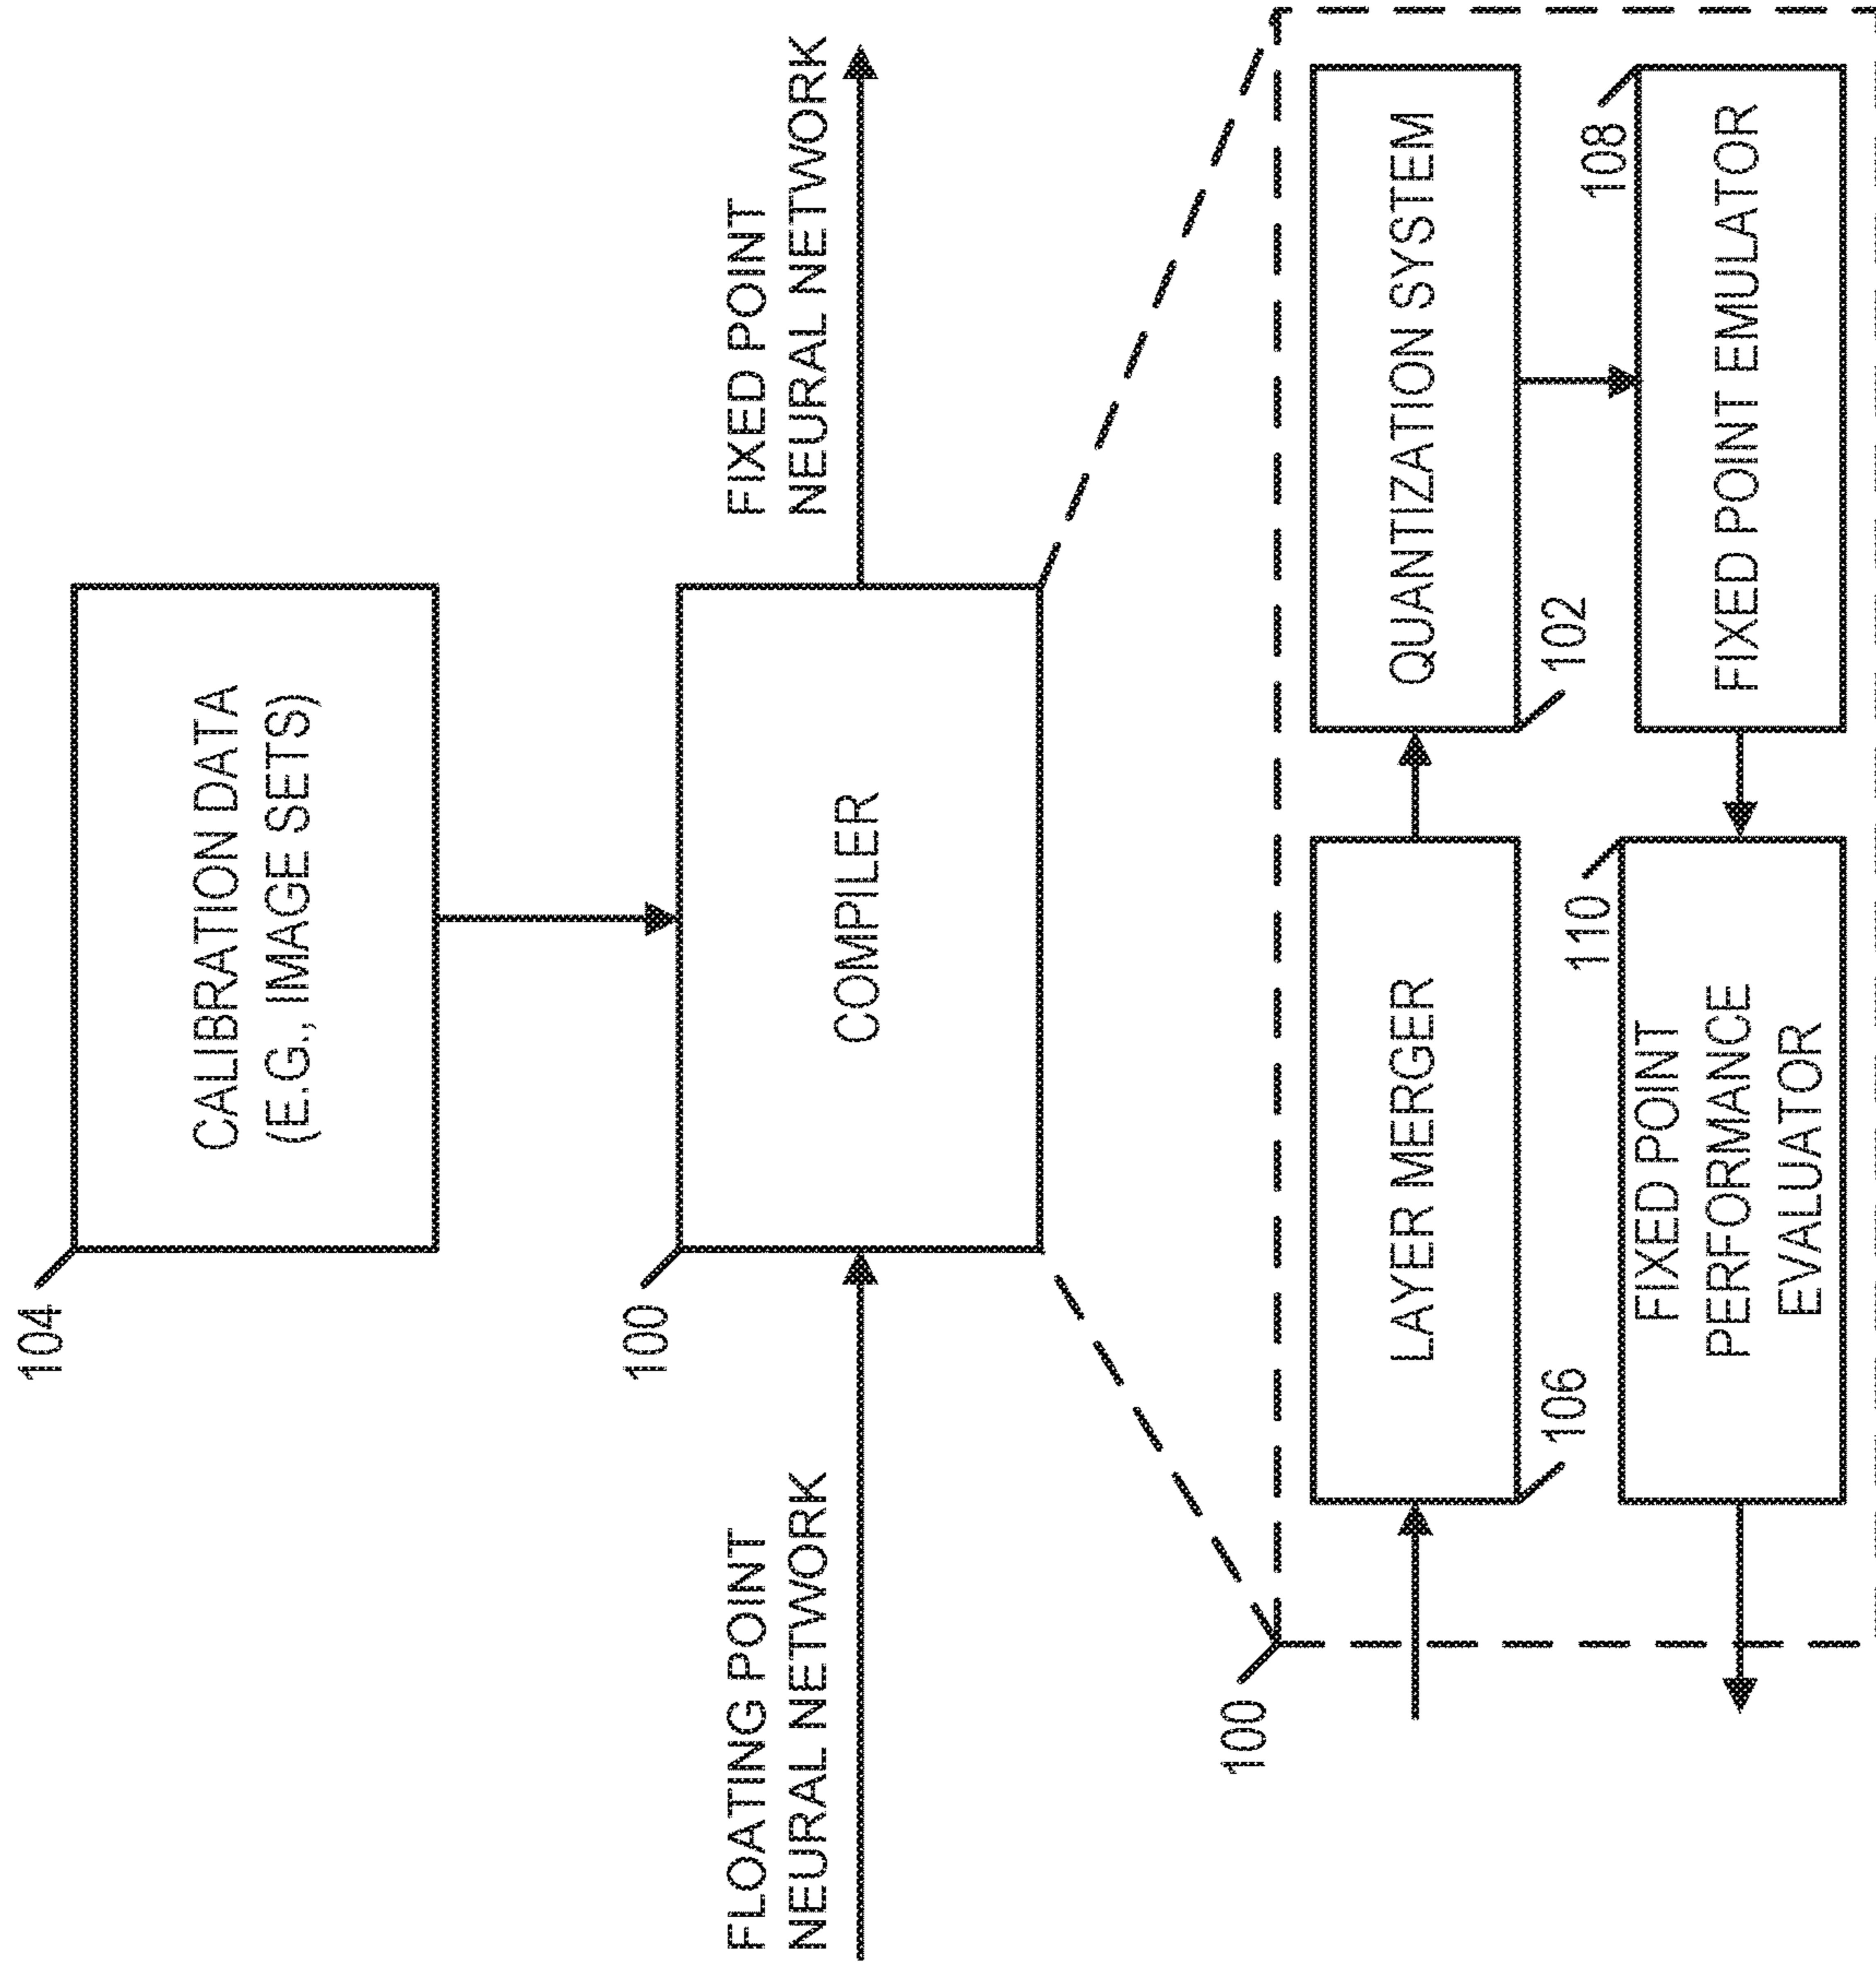 104
CALIBRATION DATA
(E.G., IMAGE SETS)
FLOATING POINT
NEURAL NETWORK
100
COMPILER
FIXED POINT
NEURAL NETWORK
100
LAYER MERGER
106
QUANTIZATION SYSTEM
102
110
FIXED POINT
PERFORMANCE
EVALUATOR
108
FIXED POINT EMULATOR